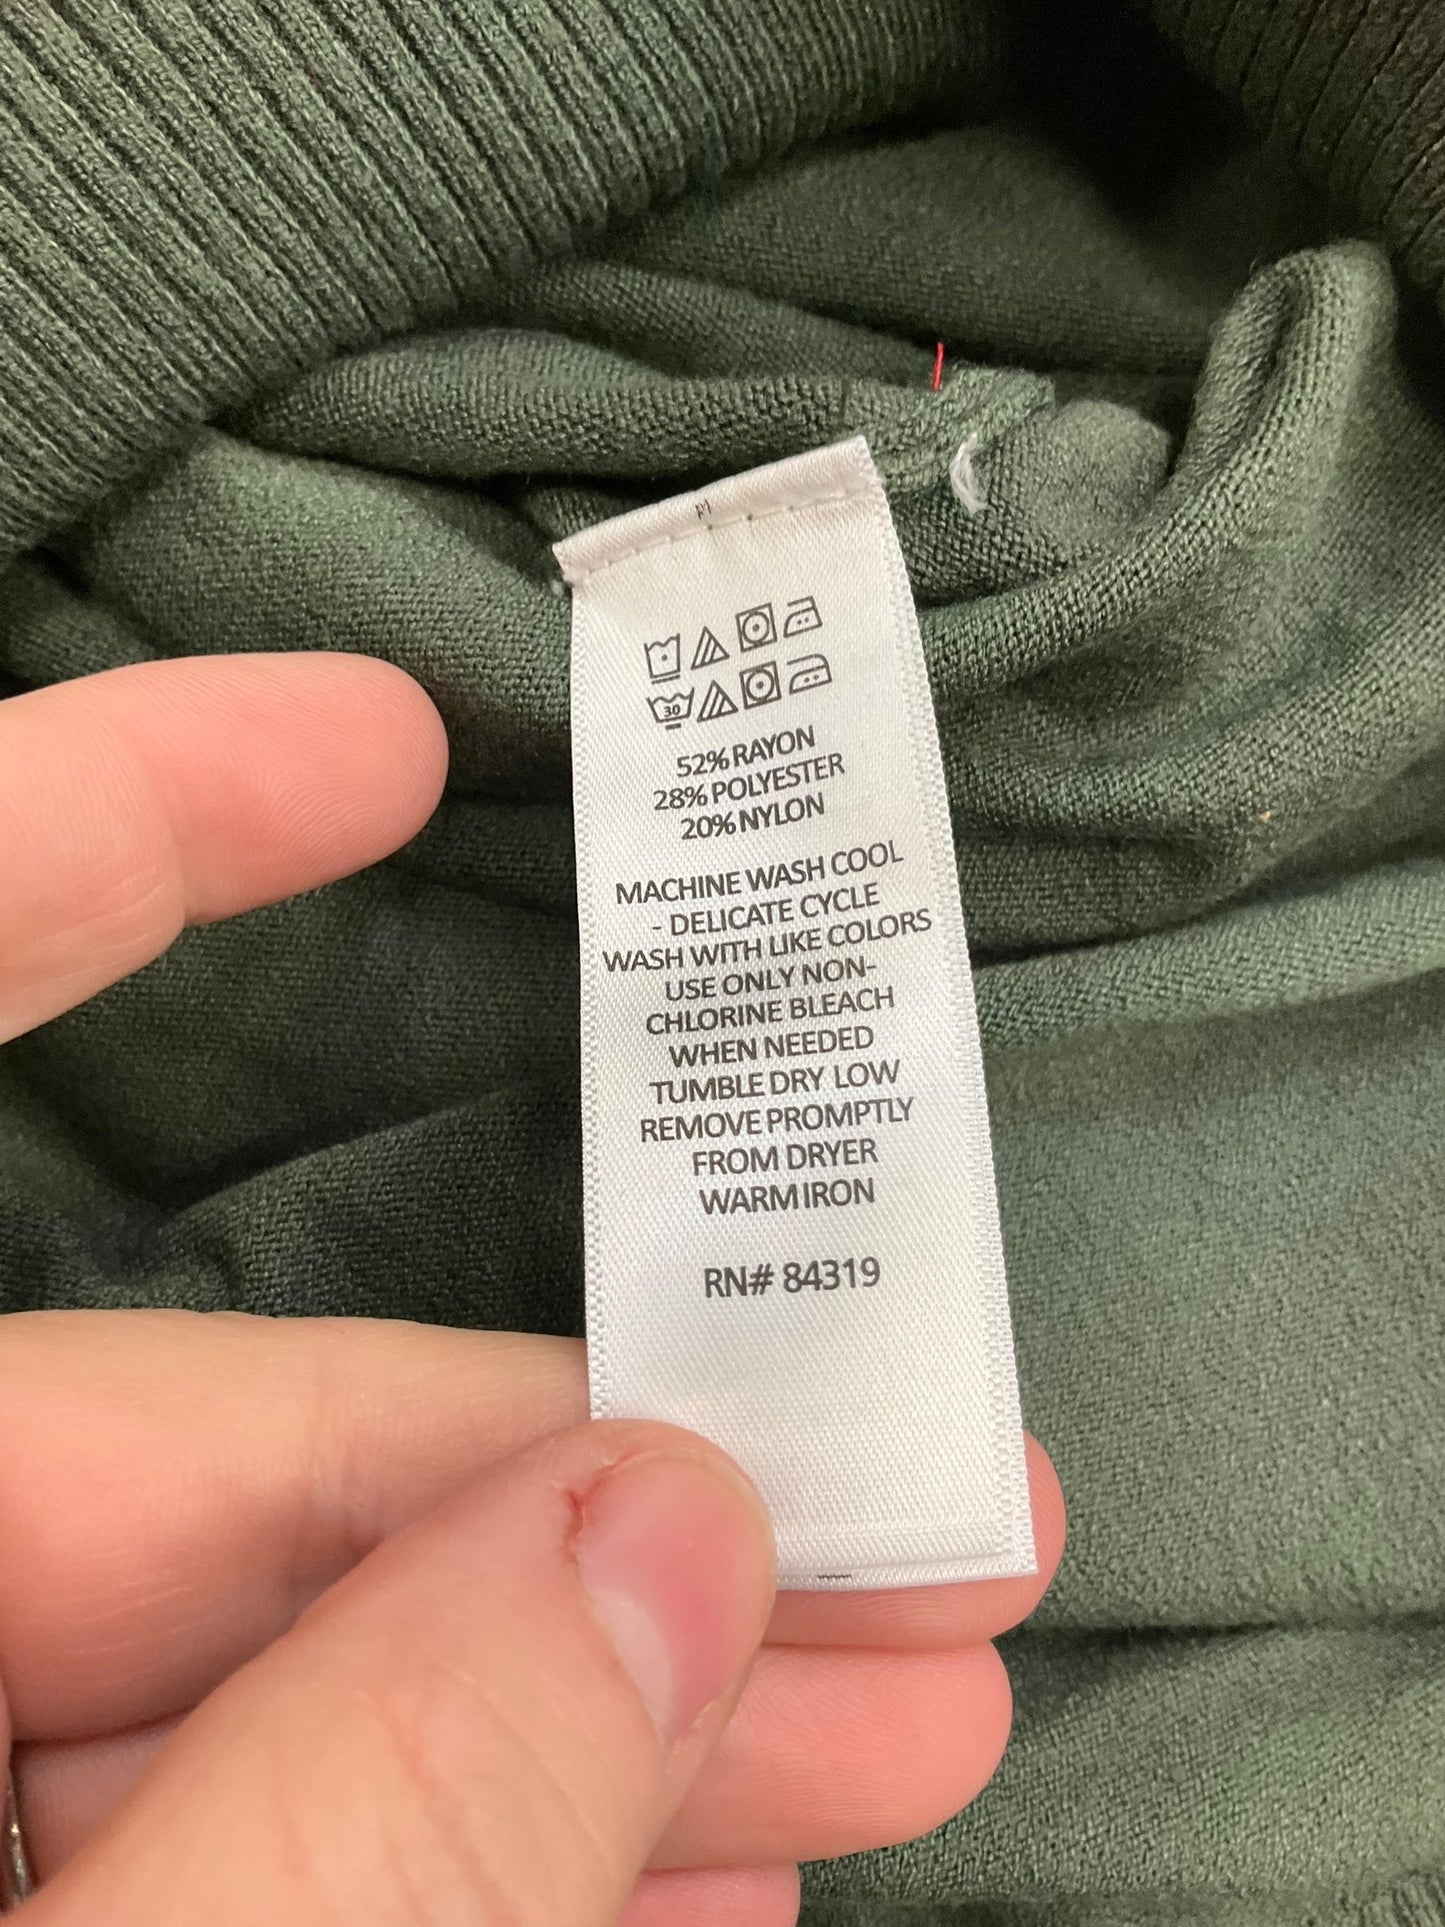 30
52% RAYON
28% POLYESTER
20% NYLON
MACHINE WASH COOL
- DELICATE CYCLE
WASH WITH LIKE COLORS
USE ONLY NON-
CHLORINE BLEACH
WHEN NEEDED
TUMBLE DRY LOW
REMOVE PROMPTLY
FROM DRYER
WARM IRON
RN# 84319